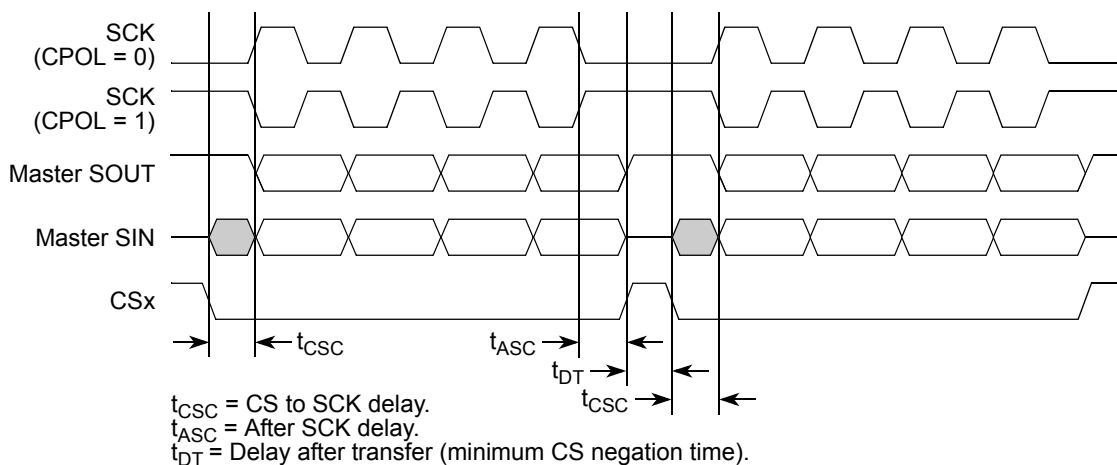 SCK
(CPOL = 0)
SCK
(CPOL = 1)
Master SOUT
Master SIN
CSx
tCSC
tASC
tDT
tCSC
tCSC = CS to SCK delay.
tASC = After SCK delay.
tDT = Delay after transfer (minimum CS negation time).